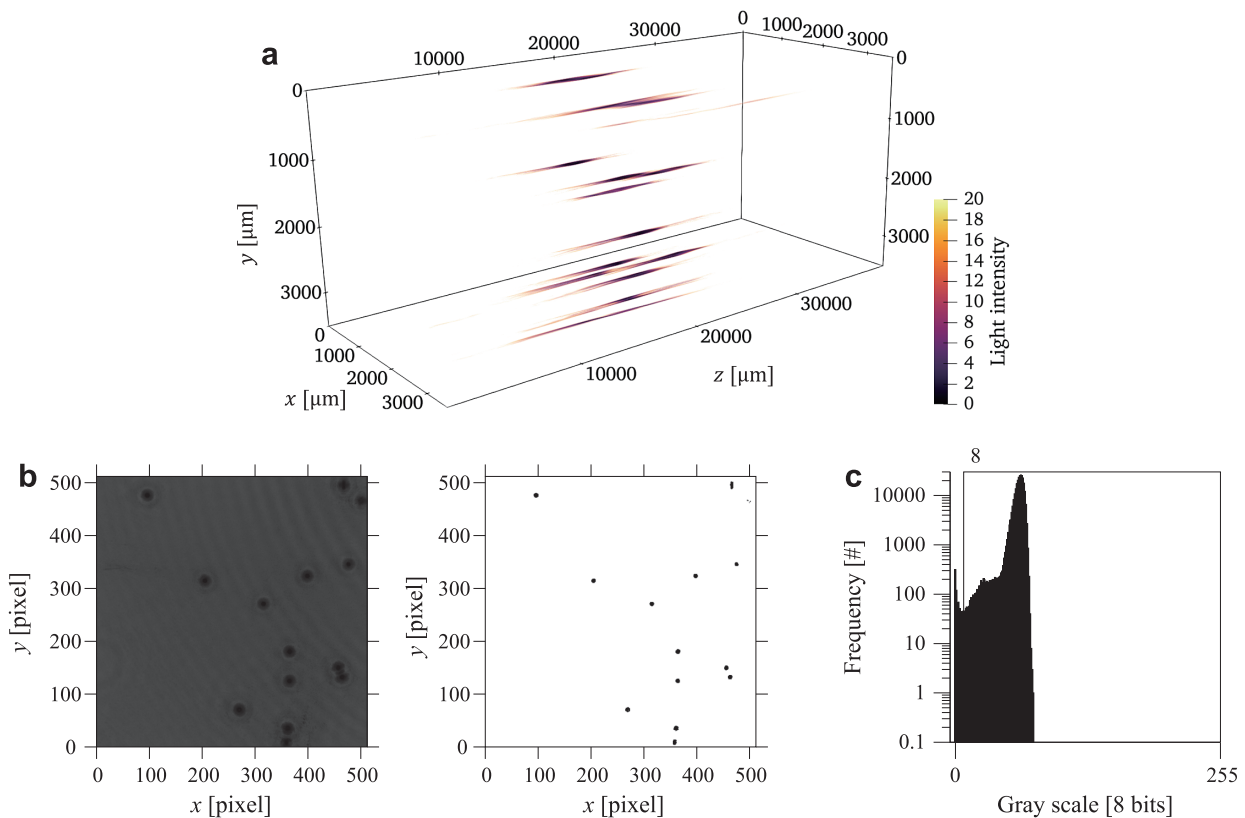 a
0 10000 20000 30000 0 1000 2000 3000
0 1000 2000 3000
y [μm]
0 1000 2000 3000
x [μm]
10000 20000 30000
z [μm]
0 1000 2000 3000
20
18
16
14
12
10
8
6
4
2
0
Light intensity
b
500
400
300
200
100
0
y [pixel]
0 100 200 300 400 500
x [pixel]
500
400
300
200
100
0
y [pixel]
0 100 200 300 400 500
x [pixel]
c
8
10000
1000
100
10
1
0.1
Frequency [#]
0 255
Gray scale [8 bits]